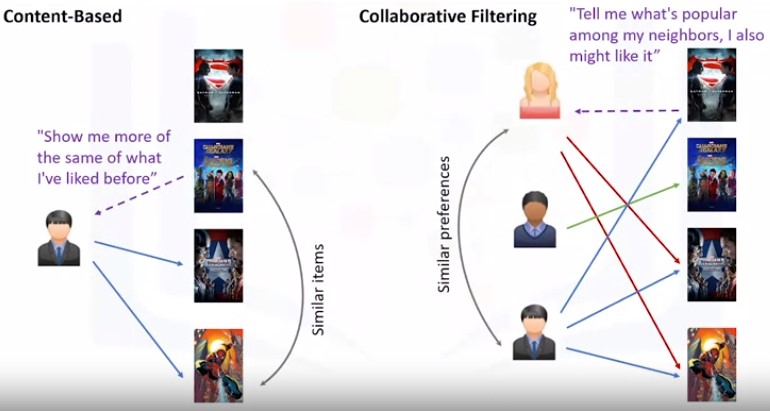 Content-Based
"Show me more of
the same of what
I've liked before”
Similar items
Collaborative Filtering
"Tell me what's popular
among my neighbors, I also
might like it”
Similar preferences